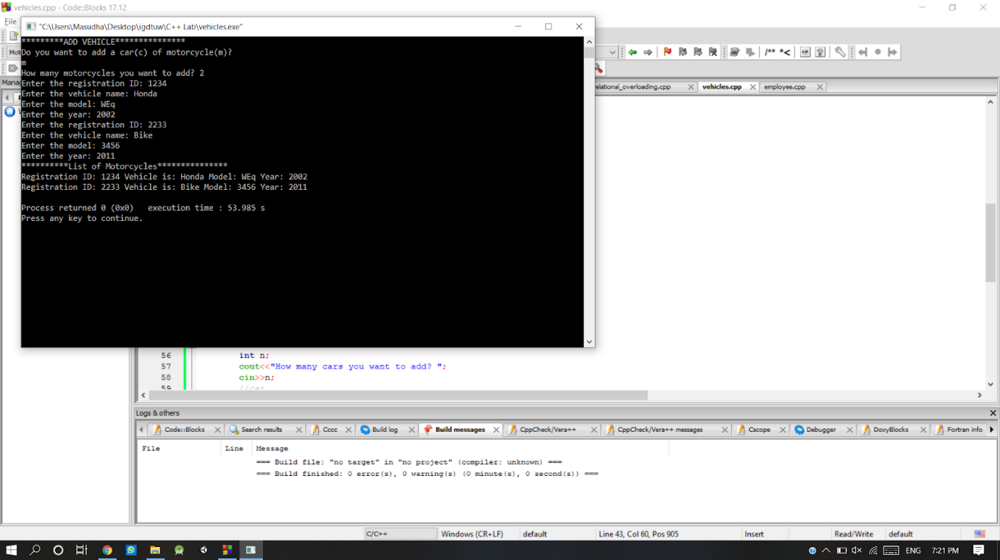 vehicles.cpp - Code::Blocks 17.12
File
"C:\Users\Masudha\Desktop\igdtuw\C++ Lab\vehicles.exe"
*********ADD VEHICLE***************
Do you want to add a car(c) of motorcycle(m)?
m
How many motorcycles you want to add? 2
Enter the registration ID: 1234
Enter the vehicle name: Honda
Enter the model: WEq
Enter the year: 2002
Enter the registration ID: 2233
Enter the vehicle name: Bike
Enter the model: 3456
Enter the year: 2011
**********List of Motorcycles***************
Registration ID: 1234 Vehicle is: Honda Model: WEq Year: 2002
Registration ID: 2233 Vehicle is: Bike Model: 3456 Year: 2011
Process returned 0 (0x0)   execution time : 53.985 s
Press any key to continue.
/** *<
relational_overloading.cpp vehicles.cpp employee.cpp
56 int n;
57 cout<<"How many cars you want to add? ";
58 cin>>n;
59 //car
Logs & others
Code::Blocks Search results Cccc Build log Build messages CppCheck/Vera++ CppCheck/Vera++ messages Cscope Debugger DoxyBlocks Fortran info
File Line Message
=== Build file: "no target" in "no project" (compiler: unknown) ===
=== Build finished: 0 error(s), 0 warning(s) (0 minute(s), 0 second(s)) ===
C/C++ Windows (CR+LF) default Line 43, Col 60, Pos 905 Insert Read/Write default
ENG 7:21 PM